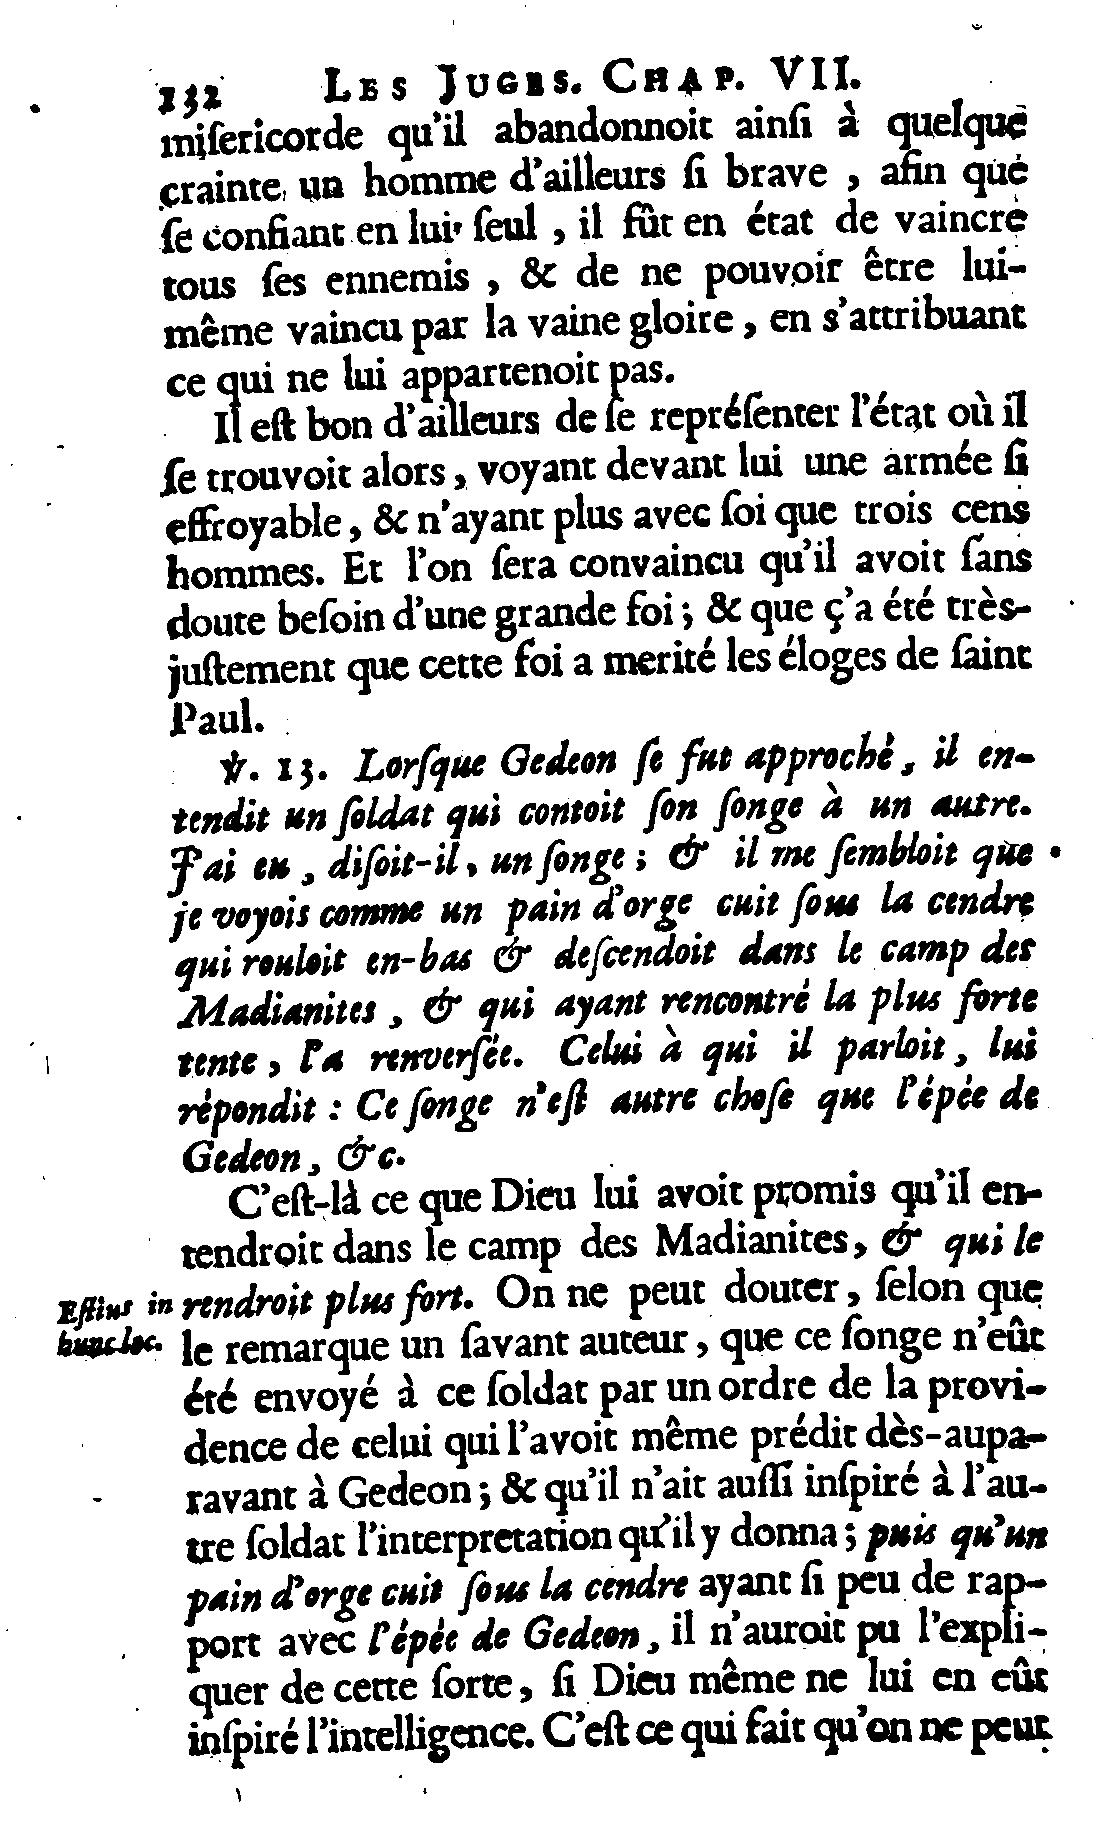 132 LES JUGES. CHAP. VII.
miſericorde qu'il abandonnoit ainſi à quelque
crainte un homme d'ailleurs ſi brave, afin que
ſe confiant en lui ſeul, il fût en état de vaincre
tous ſes ennemis, & de ne pouvoir être lui-
même vaincu par la vaine gloire, en s'attribuant
ce qui ne lui appartenoit pas.
Il eſt bon d'ailleurs de ſe repréſenter l'état où il
ſe trouvoit alors, voyant devant lui une armée ſi
effroyable, & n'ayant plus avec ſoi que trois cens
hommes. Et l'on ſera convaincu qu'il avoit ſans
doute beſoin d'une grande foi; & que ç'a été très-
juſtement que cette foi a merité les éloges de ſaint
Paul.
℣. 13. Lorſque Gedeon ſe fut approché, il en-
tendit un ſoldat qui contoit ſon ſonge à un autre.
J'ai eu, diſoit-il, un ſonge; & il me ſembloit que
je voyois comme un pain d'orge cuit ſous la cendre
qui rouloit en-bas & deſcendoit dans le camp des
Madianites, & qui ayant rencontré la plus forte
tente, l'a renverſée. Celui à qui il parloit, lui
répondit: Ce ſonge n'eſt autre choſe que l'épée de
Gedeon, &c.
C'eſt-là ce que Dieu lui avoit promis qu'il en-
tendroit dans le camp des Madianites, & qui le
Eſtius in rendroit plus fort. On ne peut douter, ſelon que
hunc loc. le remarque un ſavant auteur, que ce ſonge n'eût
été envoyé à ce ſoldat par un ordre de la provi-
dence de celui qui l'avoit même prédit dès-aupa-
ravant à Gedeon; & qu'il n'ait auſſi inſpiré à l'au-
tre ſoldat l'interpretation qu'il y donna; puis qu'un
pain d'orge cuit ſous la cendre ayant ſi peu de rap-
port avec l'épée de Gedeon, il n'auroit pu l'expli-
quer de cette ſorte, ſi Dieu même ne lui en eût
inſpiré l'intelligence. C'eſt ce qui fait qu'on ne peut